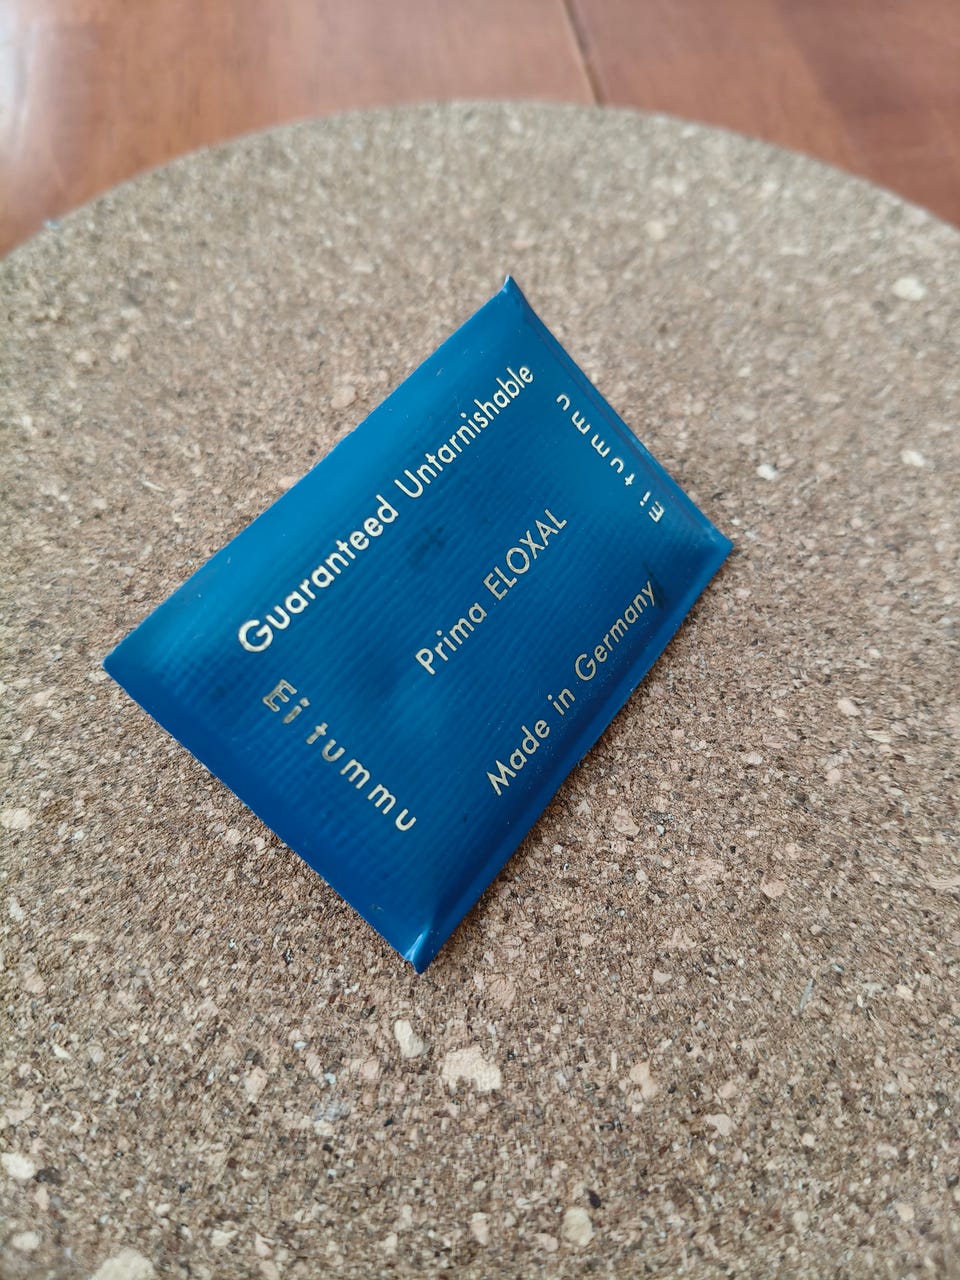 Guaranteed Untarnishable
Prima ELOXAL
Made in Germany
Ei tummu
Ei tummu